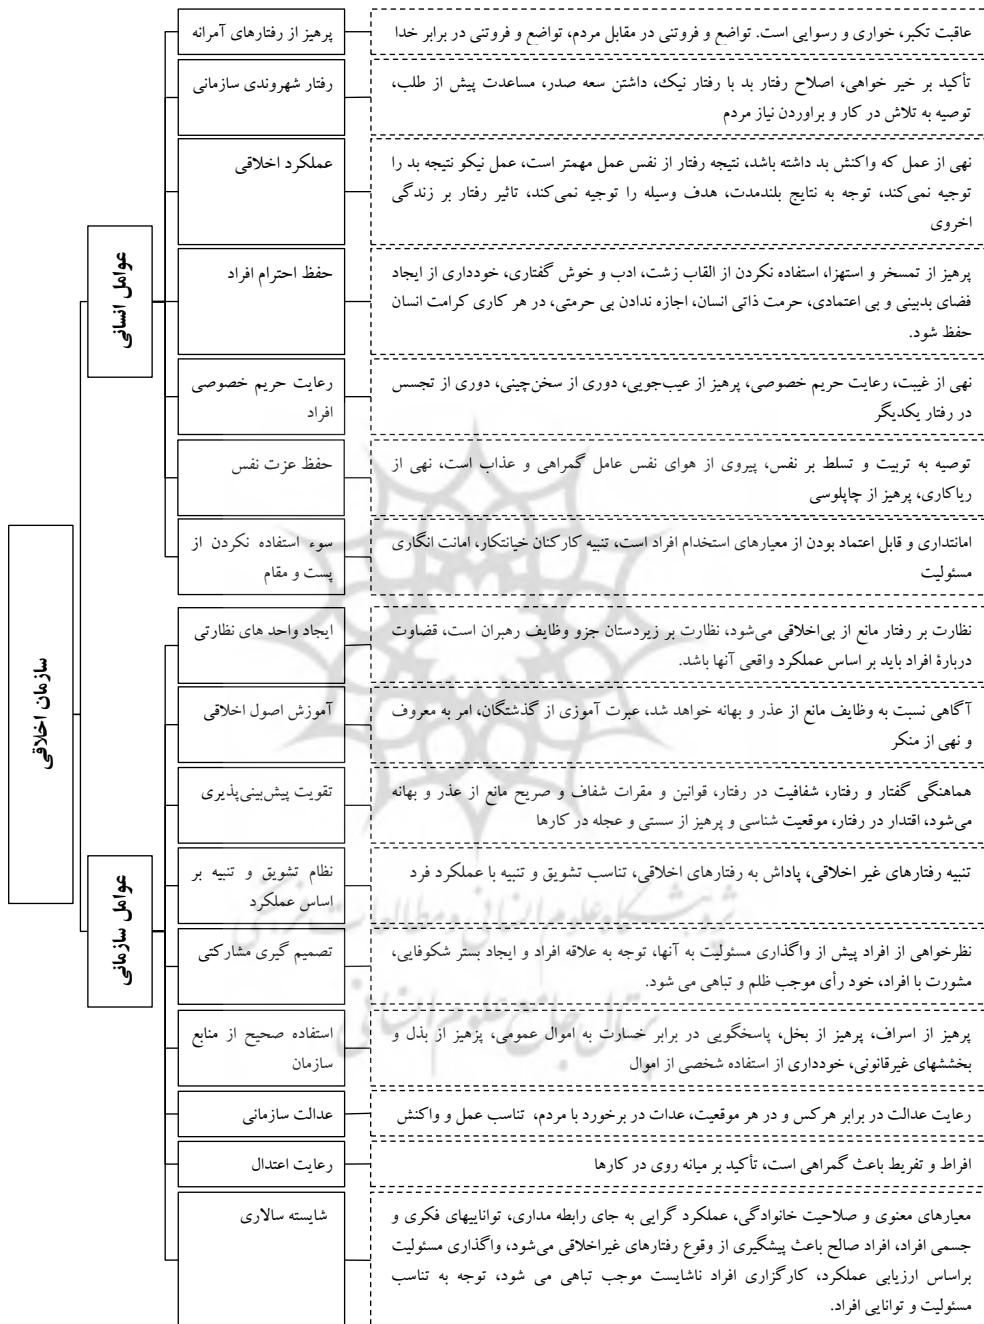 سازمان اخلاقی
عوامل انسانی
پرهیز از رفتارهای آمرانه
عاقبت تکبر، خواری و رسوایی است. تواضع و فروتنی در مقابل مردم، تواضع و فروتنی در برابر خدا
رفتار شهروندی سازمانی
تأکید بر خیر خواهی، اصلاح رفتار بد با رفتار نیک، داشتن سعه صدر، مساعدت پیش از طلب،
توصیه به تلاش در کار و براوردن نیاز مردم
عملکرد اخلاقی
نهی از عمل که واکنش بد داشته باشد، نتیجه رفتار از نفس عمل مهمتر است، عمل نیکو نتیجه بد را
توجیه نمی‌کند، توجه به نتایج بلندمدت، هدف وسیله را توجیه نمی‌کند، تاثیر رفتار بر زندگی
اخروی
حفظ احترام افراد
پرهیز از تمسخر و استهزا، استفاده نکردن از القاب زشت، ادب و خوش گفتاری، خودداری از ایجاد
فضای بدبینی و بی اعتمادی، حرمت ذاتی انسان، اجازه ندادن بی حرمتی، در هر کاری کرامت انسان
حفظ شود.
رعایت حریم خصوصی
افراد
نهی از غیبت، رعایت حریم خصوصی، پرهیز از عیب‌جویی، دوری از سخن‌چینی، دوری از تجسس
در رفتار یکدیگر
حفظ عزت نفس
توصیه به تربیت و تسلط بر نفس، پیروی از هوای نفس عامل گمراهی و عذاب است، نهی از
ریاکاری، پرهیز از چاپلوسی
سوء استفاده نکردن از
پست و مقام
امانتداری و قابل اعتماد بودن از معیارهای استخدام افراد است، تنبیه کارکنان خیانتکار، امانت انگاری
مسئولیت
عوامل سازمانی
ایجاد واحد های نظارتی
نظارت بر رفتار مانع از بی‌اخلاقی می‌شود، نظارت بر زیردستان جزو وظایف رهبران است، قضاوت
دربارهٔ افراد باید بر اساس عملکرد واقعی آنها باشد.
آموزش اصول اخلاقی
آگاهی نسبت به وظایف مانع از عذر و بهانه خواهد شد، عبرت آموزی از گذشتگان، امر به معروف
و نهی از منکر
تقویت پیش‌بینی‌پذیری
هماهنگی گفتار و رفتار، شفافیت در رفتار، قوانین و مقرات شفاف و صریح مانع از عذر و بهانه
می‌شود، اقتدار در رفتار، موقعیت شناسی و پرهیز از سستی و عجله در کارها
نظام تشویق و تنبیه بر
اساس عملکرد
تنبیه رفتارهای غیر اخلاقی، پاداش به رفتارهای اخلاقی، تناسب تشویق و تنبیه با عملکرد فرد
تصمیم گیری مشارکتی
نظرخواهی از افراد پیش از واگذاری مسئولیت به آنها، توجه به علاقه افراد و ایجاد بستر شکوفایی،
مشورت با افراد، خود رأی موجب ظلم و تباهی می شود.
استفاده صحیح از منابع
سازمان
پرهیز از اسراف، پرهیز از بخل، پاسخگویی در برابر خسارت به اموال عمومی، پژهیز از بذل و
بخششهای غیرقانونی، خودداری از استفاده شخصی از اموال
عدالت سازمانی
رعایت عدالت در برابر هرکس و در هر موقعیت، عدات در برخورد با مردم، تناسب عمل و واکنش
رعایت اعتدال
افراط و تفریط باعث گمراهی است، تأکید بر میانه روی در کارها
شایسته سالاری
معیارهای معنوی و صلاحیت خانوادگی، عملکرد گرایی به جای رابطه مداری، تواناییهای فکری و
جسمی افراد، افراد صالح باعث پیشگیری از وقوع رفتارهای غیراخلاقی می‌شود، واگذاری مسئولیت
براساس ارزیابی عملکرد، کارگزاری افراد ناشایست موجب تباهی می شود، توجه به تناسب
مسئولیت و توانایی افراد.
پژوهشگاه علوم انسانی و مطالعات فرهنگی
پرتال جامع علوم انسانی